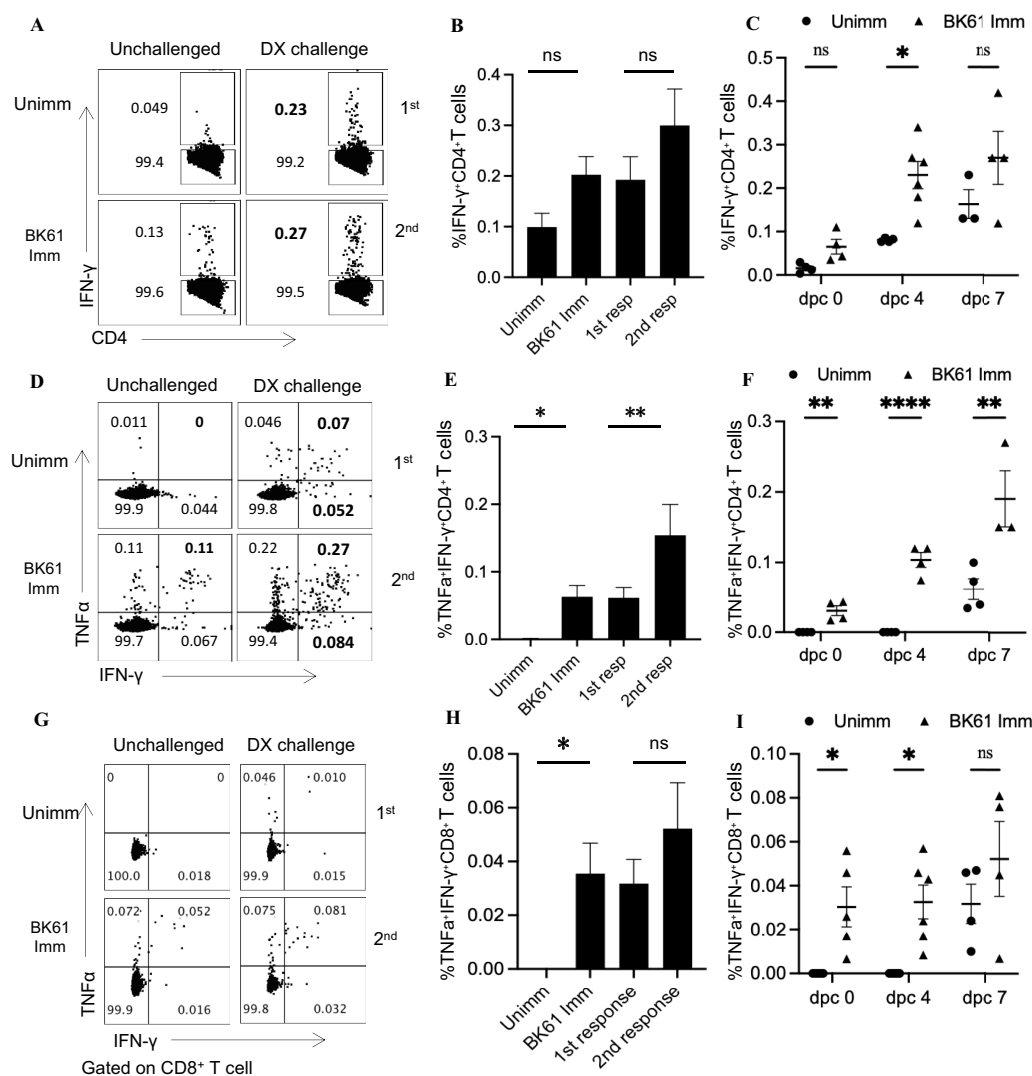 A
Unchallenged DX challenge
Unimm
0.049
0.23
99.4
99.2
1st
BK61
Imm
0.13
0.27
99.6
99.5
2nd
IFN-γ
CD4
B
ns ns
%IFN-γ+CD4+T cells
0.4
0.3
0.2
0.1
0.0
Unimm
BK61 Imm
1st resp
2nd resp
C
Unimm BK61 Imm
ns * ns
%IFN-γ+CD4+T cells
0.5
0.4
0.3
0.2
0.1
0.0
dpc 0 dpc 4 dpc 7
D
Unchallenged DX challenge
Unimm
0.011 0
0.046 0.07
99.9 0.044
99.8 0.052
1st
BK61
Imm
0.11 0.11
0.22 0.27
99.7 0.067
99.4 0.084
2nd
TNFα
IFN-γ
E
* **
%TNFa+IFN-γ+CD4+ T cells
0.3
0.2
0.1
0.0
Unimm
BK61 Imm
1st resp
2nd resp
F
Unimm BK61 Imm
** **** **
%TNFa+IFN-γ+CD4+ T cells
0.3
0.2
0.1
0.0
dpc 0 dpc 4 dpc 7
G
Unchallenged DX challenge
Unimm
0 0
0.046 0.010
100.0 0.018
99.9 0.015
1st
BK61
Imm
0.072 0.052
0.075 0.081
99.9 0.016
99.8 0.032
2nd
TNFα
IFN-γ
Gated on CD8+ T cell
H
* ns
%TNFa+IFN-γ+CD8+ T cells
0.08
0.06
0.04
0.02
0.00
Unimm
BK61 Imm
1st response
2nd response
I
Unimm BK61 Imm
* * ns
%TNFa+IFN-γ+CD8+ T cells
0.10
0.08
0.06
0.04
0.02
0.00
dpc 0 dpc 4 dpc 7